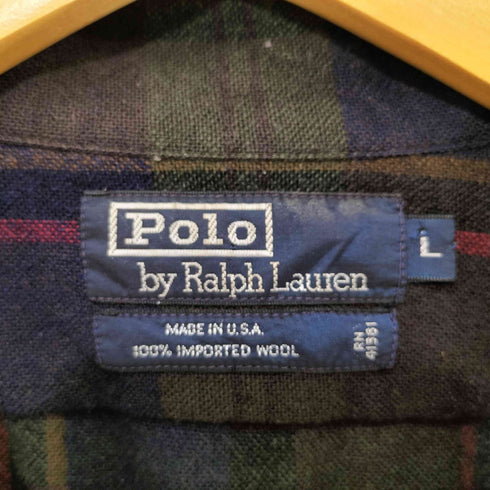 Polo
by Ralph Lauren
L
MADE IN U.S.A.
100% IMPORTED WOOL
RN
41381